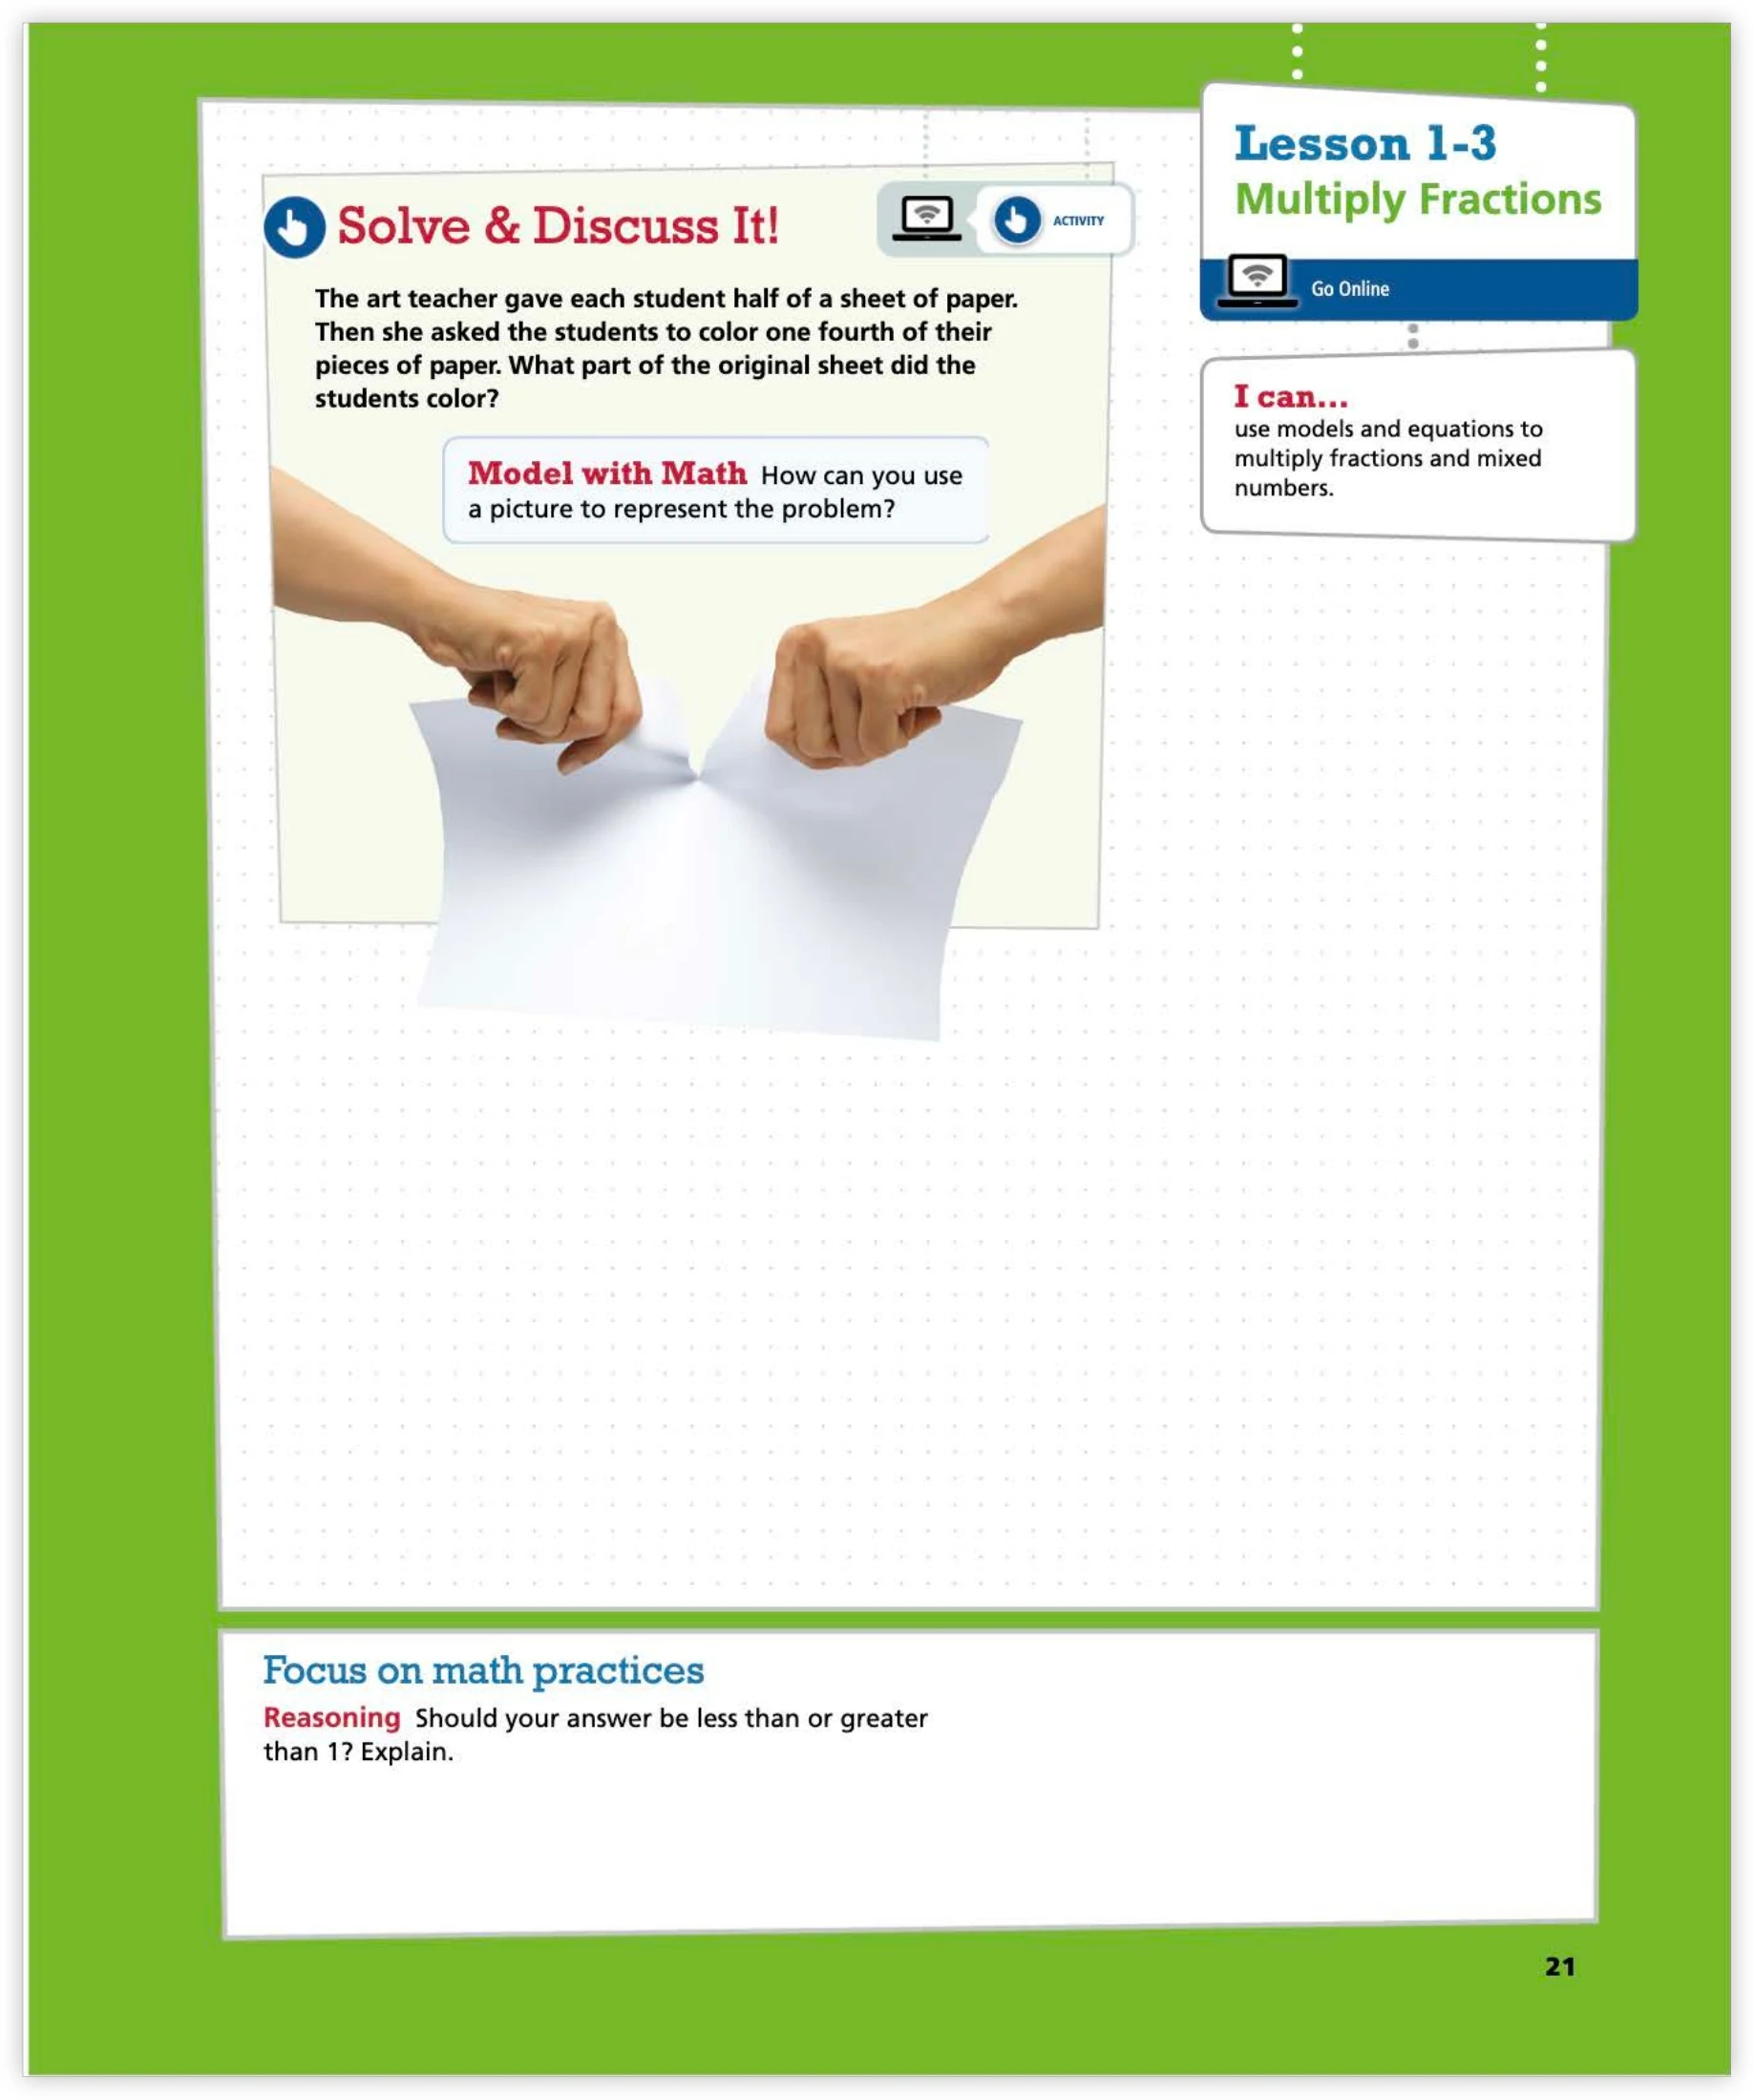 Lesson 1-3
Multiply Fractions
Go Online
Solve & Discuss It!
ACTIVITY
The art teacher gave each student half of a sheet of paper.
Then she asked the students to color one fourth of their
pieces of paper. What part of the original sheet did the
students color?
Model with Math How can you use
a picture to represent the problem?
I can...
use models and equations to
multiply fractions and mixed
numbers.
Focus on math practices
Reasoning Should your answer be less than or greater
than 1? Explain.
21